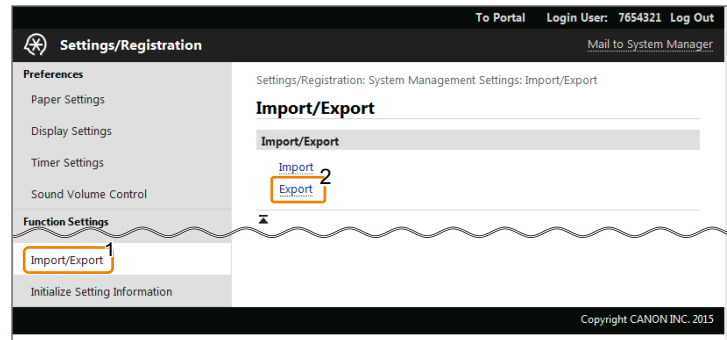 To Portal Login User: 7654321 Log Out
Settings/Registration
Mail to System Manager
Preferences
Paper Settings
Display Settings
Timer Settings
Sound Volume Control
Function Settings
Import/Export
1
Initialize Setting Information
Settings/Registration: System Management Settings: Import/Export
Import/Export
Import/Export
Import
2
Export
Copyright CANON INC. 2015